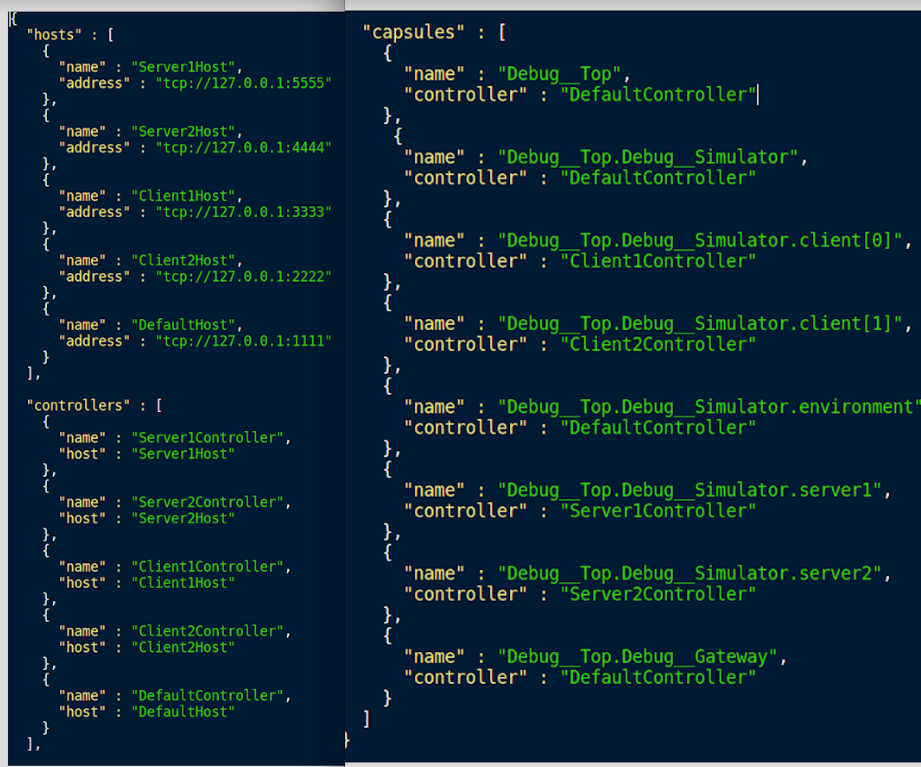 {
"hosts" : [
{
"name" : "Server1Host",
"address" : "tcp://127.0.0.1:5555"
},
{
"name" : "Server2Host",
"address" : "tcp://127.0.0.1:4444"
},
{
"name" : "Client1Host",
"address" : "tcp://127.0.0.1:3333"
},
{
"name" : "Client2Host",
"address" : "tcp://127.0.0.1:2222"
},
{
"name" : "DefaultHost",
"address" : "tcp://127.0.0.1:1111"
}
],
"controllers" : [
{
"name" : "Server1Controller",
"host" : "Server1Host"
},
{
"name" : "Server2Controller",
"host" : "Server2Host"
},
{
"name" : "Client1Controller",
"host" : "Client1Host"
},
{
"name" : "Client2Controller",
"host" : "Client2Host"
},
{
"name" : "DefaultController",
"host" : "DefaultHost"
}
],
"capsules" : [
{
"name" : "Debug__Top",
"controller" : "DefaultController"
},
{
"name" : "Debug__Top.Debug__Simulator",
"controller" : "DefaultController"
},
{
"name" : "Debug__Top.Debug__Simulator.client[0]",
"controller" : "Client1Controller"
},
{
"name" : "Debug__Top.Debug__Simulator.client[1]",
"controller" : "Client2Controller"
},
{
"name" : "Debug__Top.Debug__Simulator.environment"
"controller" : "DefaultController"
},
{
"name" : "Debug__Top.Debug__Simulator.server1",
"controller" : "Server1Controller"
},
{
"name" : "Debug__Top.Debug__Simulator.server2",
"controller" : "Server2Controller"
},
{
"name" : "Debug__Top.Debug__Gateway",
"controller" : "DefaultController"
}
]
}